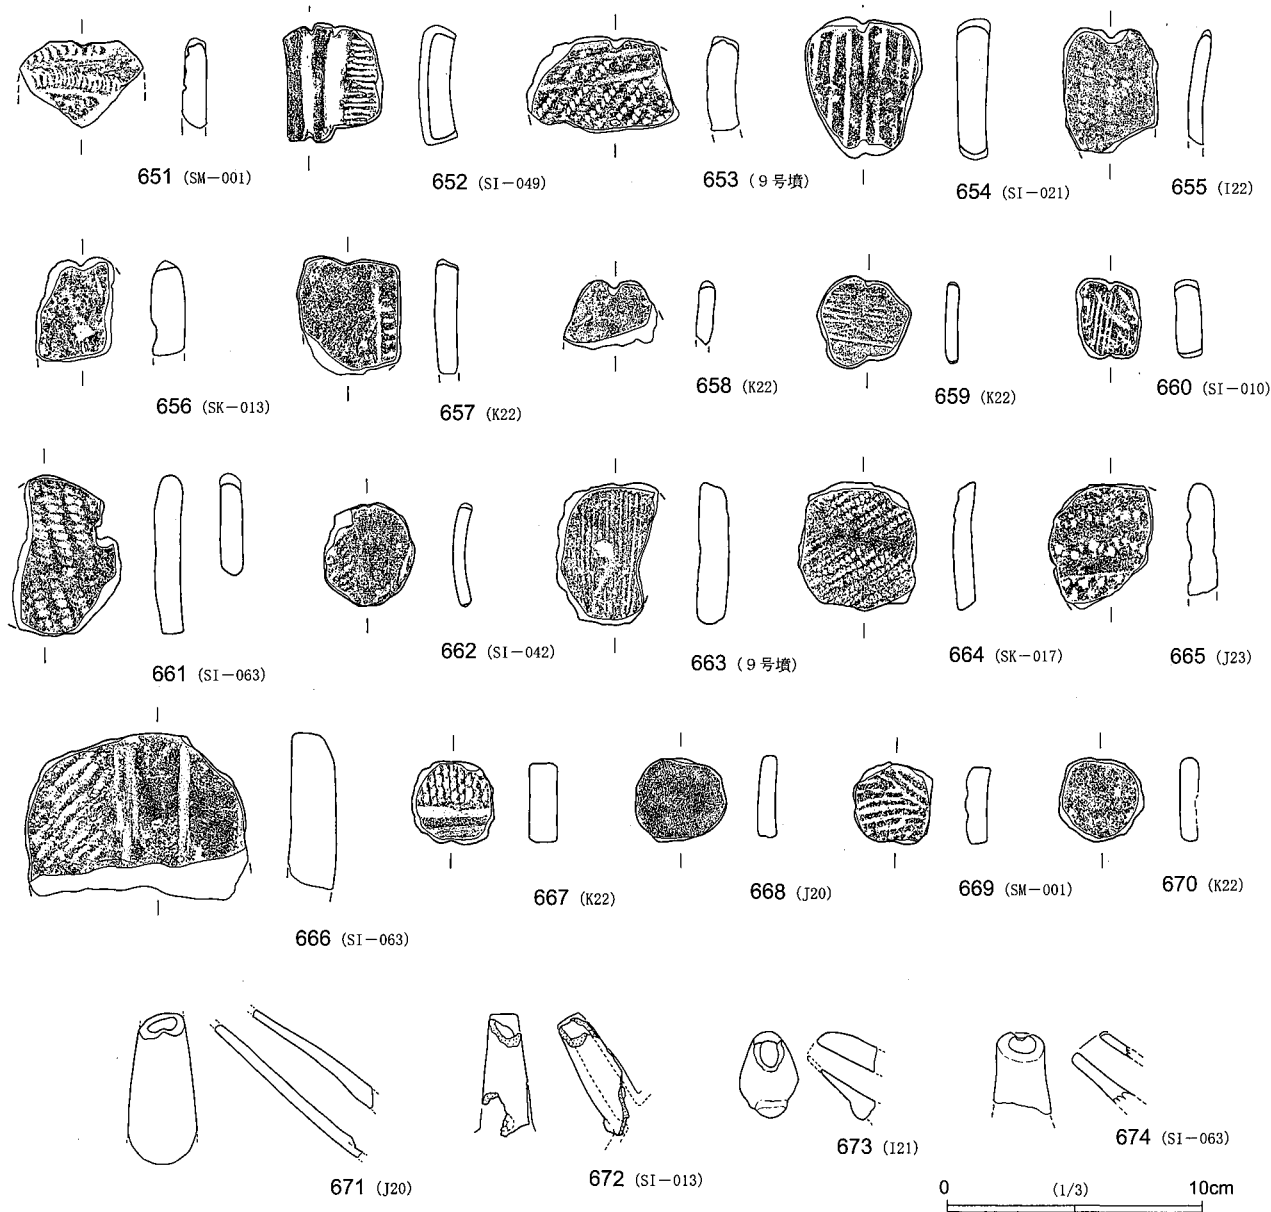 651 (SM-001)
652 (SI-049)
653 (9号墳)
654 (SI-021)
655 (I22)
656 (SK-013)
657 (K22)
658 (K22)
659 (K22)
660 (SI-010)
661 (SI-063)
662 (SI-042)
663 (9号墳)
664 (SK-017)
665 (J23)
666 (SI-063)
667 (K22)
668 (J20)
669 (SM-001)
670 (K22)
671 (J20)
672 (SI-013)
673 (I21)
674 (SI-063)
0 (1/3) 10cm